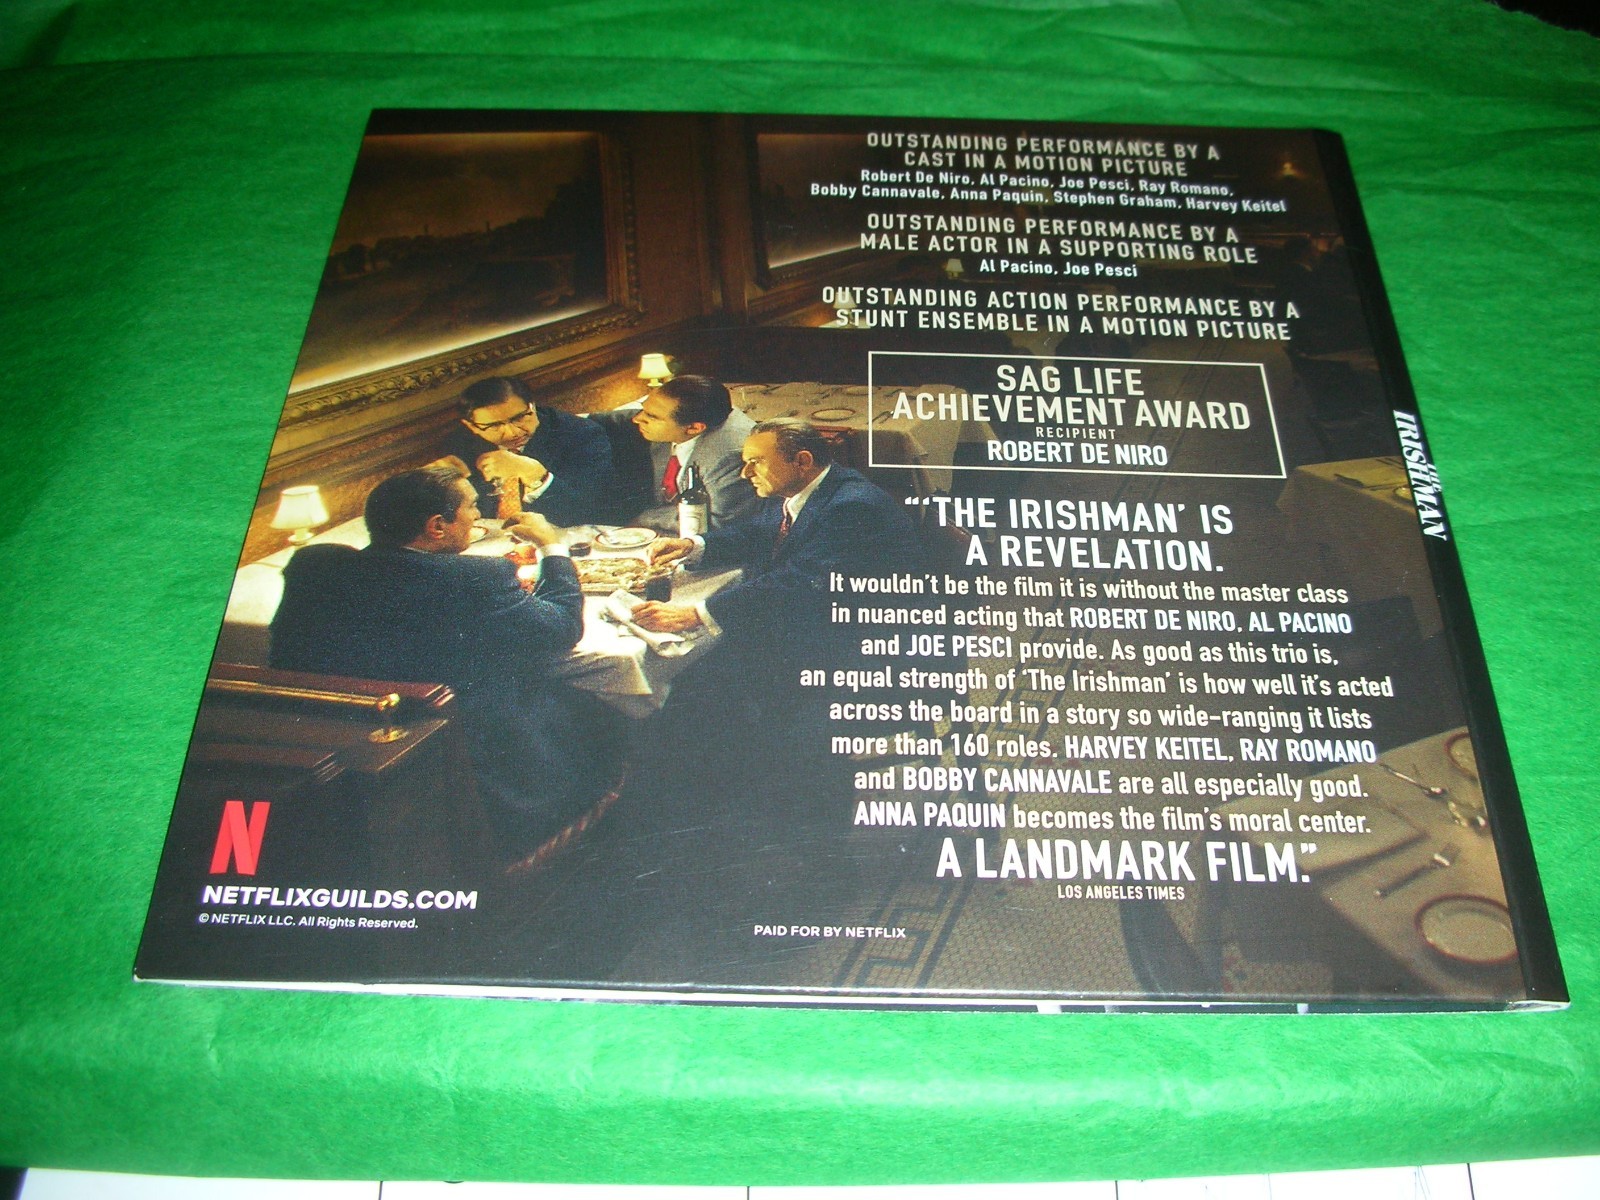 OUTSTANDING PERFORMANCE BY A
CAST IN A MOTION PICTURE
Robert De Niro, Al Pacino, Joe Pesci, Ray Romano,
Bobby Cannavale, Anna Paquin, Stephen Graham, Harvey Keitel
OUTSTANDING PERFORMANCE BY A
MALE ACTOR IN A SUPPORTING ROLE
Al Pacino, Joe Pesci
OUTSTANDING ACTION PERFORMANCE BY A
STUNT ENSEMBLE IN A MOTION PICTURE
SAG LIFE
ACHIEVEMENT AWARD
RECIPIENT
ROBERT DE NIRO
"'THE IRISHMAN' IS
A REVELATION.
It wouldn't be the film it is without the master class
in nuanced acting that ROBERT DE NIRO, AL PACINO
and JOE PESCI provide. As good as this trio is,
an equal strength of 'The Irishman' is how well it's acted
across the board in a story so wide-ranging it lists
more than 160 roles. HARVEY KEITEL, RAY ROMANO
and BOBBY CANNAVALE are all especially good.
ANNA PAQUIN becomes the film's moral center.
A LANDMARK FILM."
LOS ANGELES TIMES
N
NETFLIXGUILDS.COM
© NETFLIX LLC. All Rights Reserved.
PAID FOR BY NETFLIX
THE
IRISHMAN